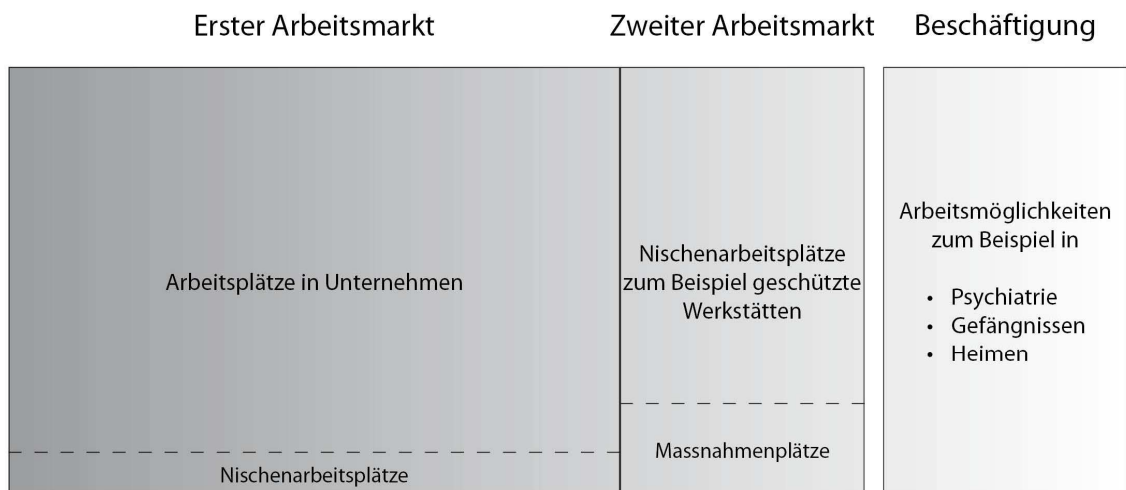 Erster Arbeitsmarkt
Zweiter Arbeitsmarkt
Beschäftigung
Arbeitsplätze in Unternehmen
Nischenarbeitsplätze
Nischenarbeitsplätze
zum Beispiel geschützte
Werkstätten
Massnahmenplätze
Arbeitsmöglichkeiten
zum Beispiel in
• Psychiatrie
• Gefängnissen
• Heimen